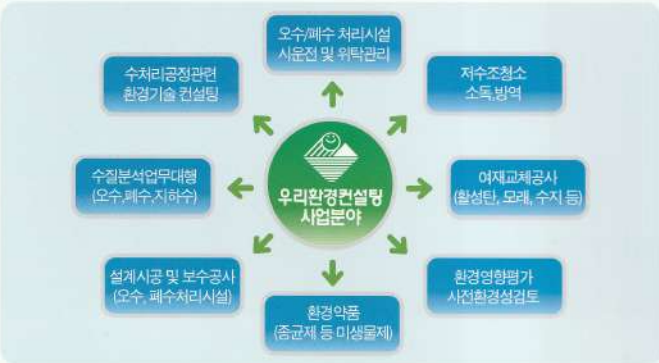 오수/폐수 처리시설
시운전 및 위탁관리
수처리공정관련
환경기술 컨설팅
저수조청소
소독,방역
우리환경컨설팅
사업분야
수질분석업무대행
(오수,폐수,지하수)
여재교체공사
(활성탄, 모래, 수지 등)
설계시공 및 보수공사
(오수, 폐수처리시설)
환경영향평가
사전환경성검토
환경약품
(종균제 등 미생물제)